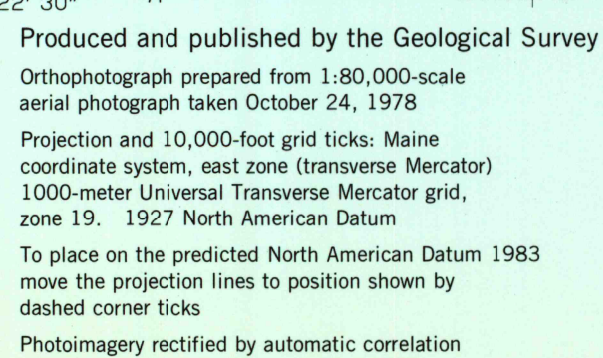 22' 30"
Produced and published by the Geological Survey
Orthophotograph prepared from 1:80,000-scale
aerial photograph taken October 24, 1978
Projection and 10,000-foot grid ticks: Maine
coordinate system, east zone (transverse Mercator)
1000-meter Universal Transverse Mercator grid,
zone 19. 1927 North American Datum
To place on the predicted North American Datum 1983
move the projection lines to position shown by
dashed corner ticks
Photoimagery rectified by automatic correlation